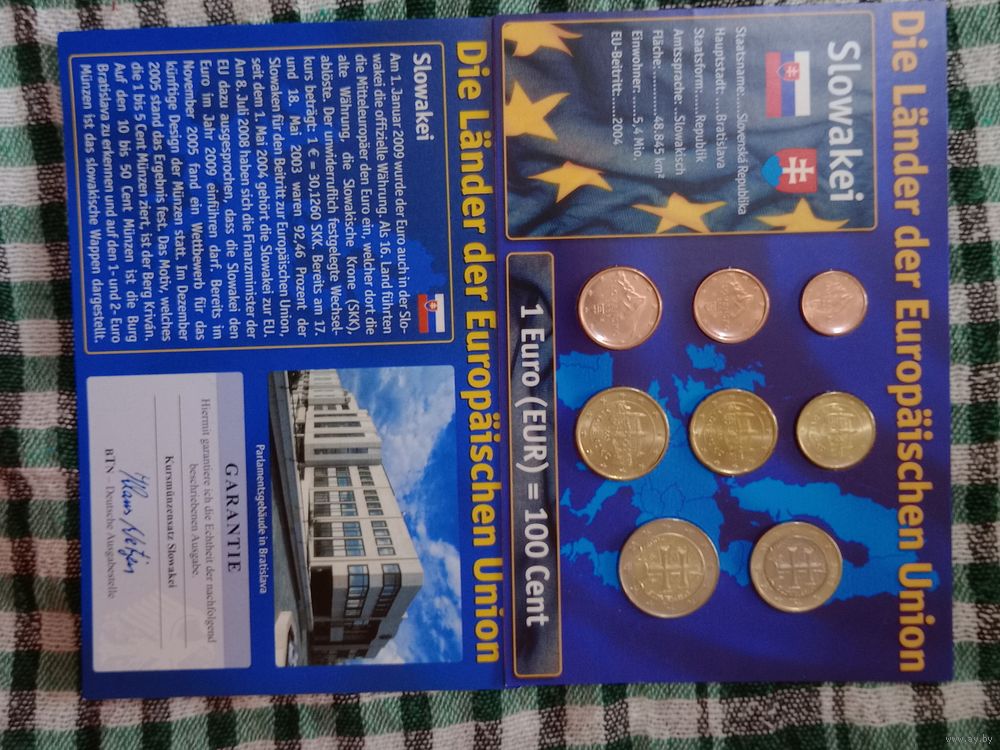 Die Länder der Europäischen Union
Slowakei
Staatsname:....Slovenská Republika
Hauptstadt: ....Bratislava
Staatsform:.....Republik
Amtssprache: ..Slowakisch
Fläche:..............48.845 km²
Einwohner: .....5,4 Mio.
EU-Beitritt:.....2004
1 Euro (EUR) = 100 Cent
Die Länder der Europäischen Union
Slowakei
Am 1. Januar 2009 wurde der Euro auch in der Slo-
wakei die offizielle Währung. Als 16. Land führten
die Mitteleuropäer den Euro ein, welcher dort die
alte Währung, die Slowakische Krone (SKK),
ablöste. Der unwiderruflich festgelegte Wechsel-
kurs beträgt: 1 € = 30,1260 SKK. Bereits am 17.
und 18. Mai 2003 waren 92,46 Prozent der
Slowaken für den Beitritt zur Europäischen Union,
seit dem 1. Mai 2004 gehört die Slowakei zur EU.
Am 8. Juli 2008 haben sich die Finanzminister der
EU dazu ausgesprochen, dass die Slowakei den
Euro im Jahr 2009 einführen darf. Bereits im
November 2005 fand ein Wettbewerb für das
künftige Design der Münzen statt. Im Dezember
2005 stand das Ergebnis fest. Das Motiv, welches
die 1 bis 5 Cent Münzen ziert, ist der Berg Kriváň.
Auf den 10 bis 50 Cent Münzen ist die Burg
Bratislava zu erkennen und auf den 1- und 2- Euro
Münzen ist das slowakische Wappen dargestellt.
Parlamentsgebäude in Bratislava
GARANTIE
Hiermit garantiere ich die Echtheit der nachfolgend
beschriebenen Ausgabe.
Kursmünzensatz Slowakei
BTN – Deutsche Ausgabestelle
www.ay.by